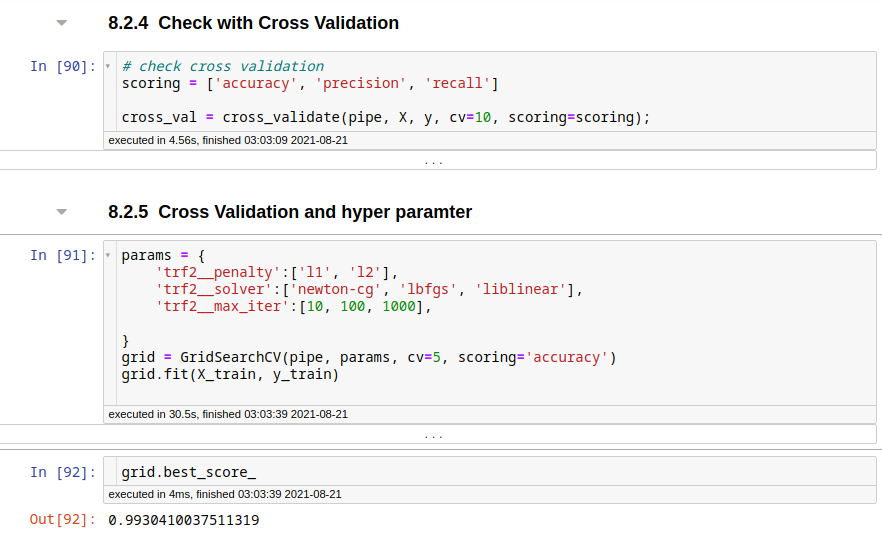 8.2.4 Check with Cross Validation
In [90]:
# check cross validation
scoring = ['accuracy', 'precision', 'recall']
cross_val = cross_validate(pipe, X, y, cv=10, scoring=scoring);
executed in 4.56s, finished 03:03:09 2021-08-21
...
8.2.5 Cross Validation and hyper paramter
In [91]:
params = {
'trf2__penalty':['l1', 'l2'],
'trf2__solver':['newton-cg', 'lbfgs', 'liblinear'],
'trf2__max_iter':[10, 100, 1000],
}
grid = GridSearchCV(pipe, params, cv=5, scoring='accuracy')
grid.fit(X_train, y_train)
executed in 30.5s, finished 03:03:39 2021-08-21
...
In [92]:
grid.best_score_
executed in 4ms, finished 03:03:39 2021-08-21
Out[92]: 0.9930410037511319